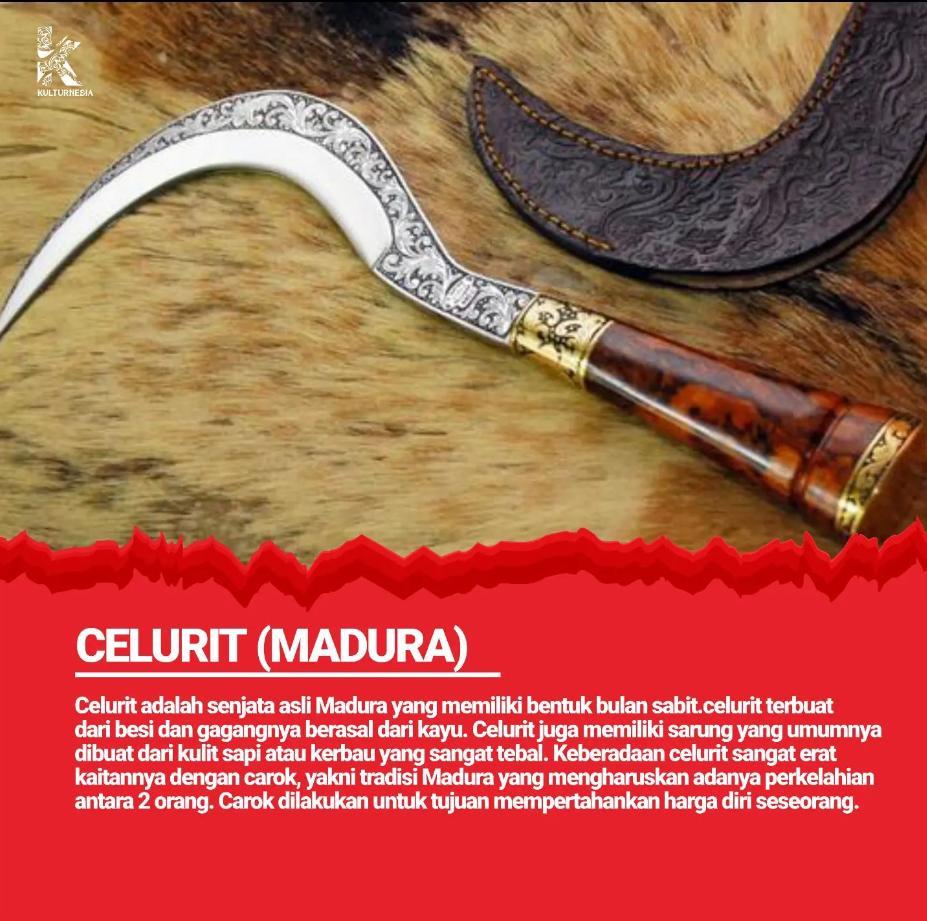 K
KULTURNESIA
CELURIT (MADURA)
Celurit adalah senjata asli Madura yang memiliki bentuk bulan sabit.celurit terbuat
dari besi dan gagangnya berasal dari kayu. Celurit juga memiliki sarung yang umumnya
dibuat dari kulit sapi atau kerbau yang sangat tebal. Keberadaan celurit sangat erat
kaitannya dengan carok, yakni tradisi Madura yang mengharuskan adanya perkelahian
antara 2 orang. Carok dilakukan untuk tujuan mempertahankan harga diri seseorang.